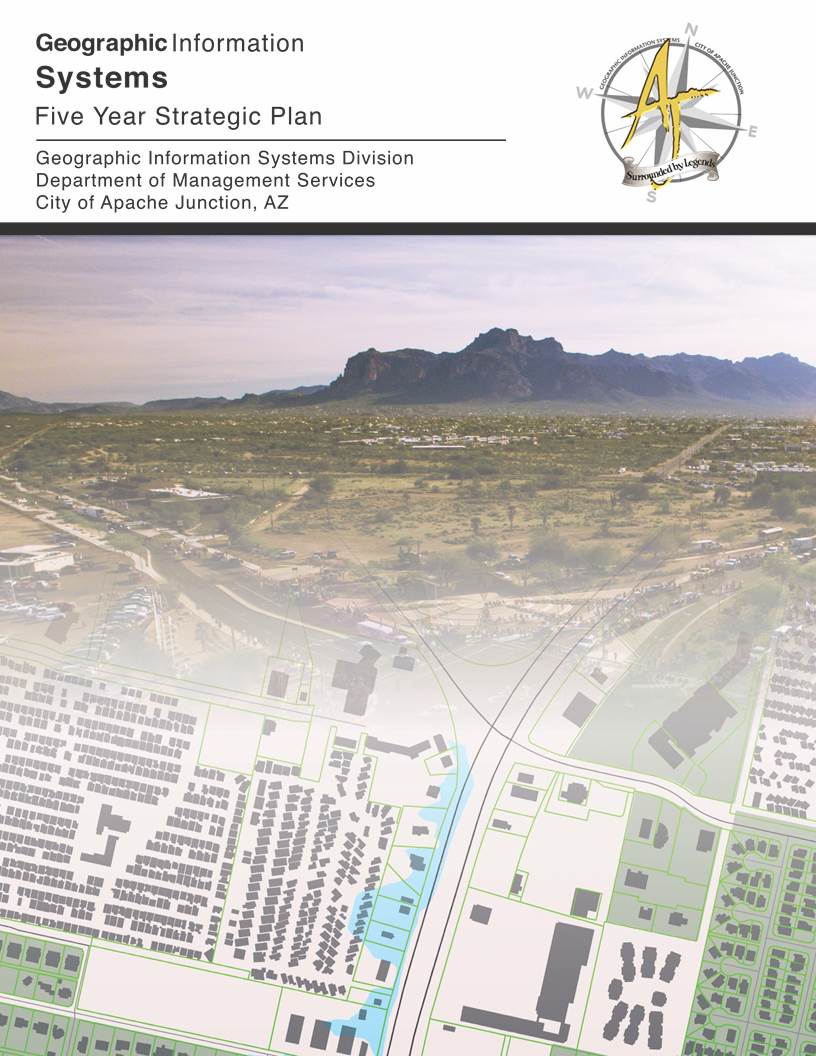 Geographic Information
Systems
Five Year Strategic Plan
Geographic Information Systems Division
Department of Management Services
City of Apache Junction, AZ
N
GEOGRAPHIC INFORMATION SYSTEMS
CITY OF APACHE JUNCTION
W
AJ
E
Surrounded by Legends
S